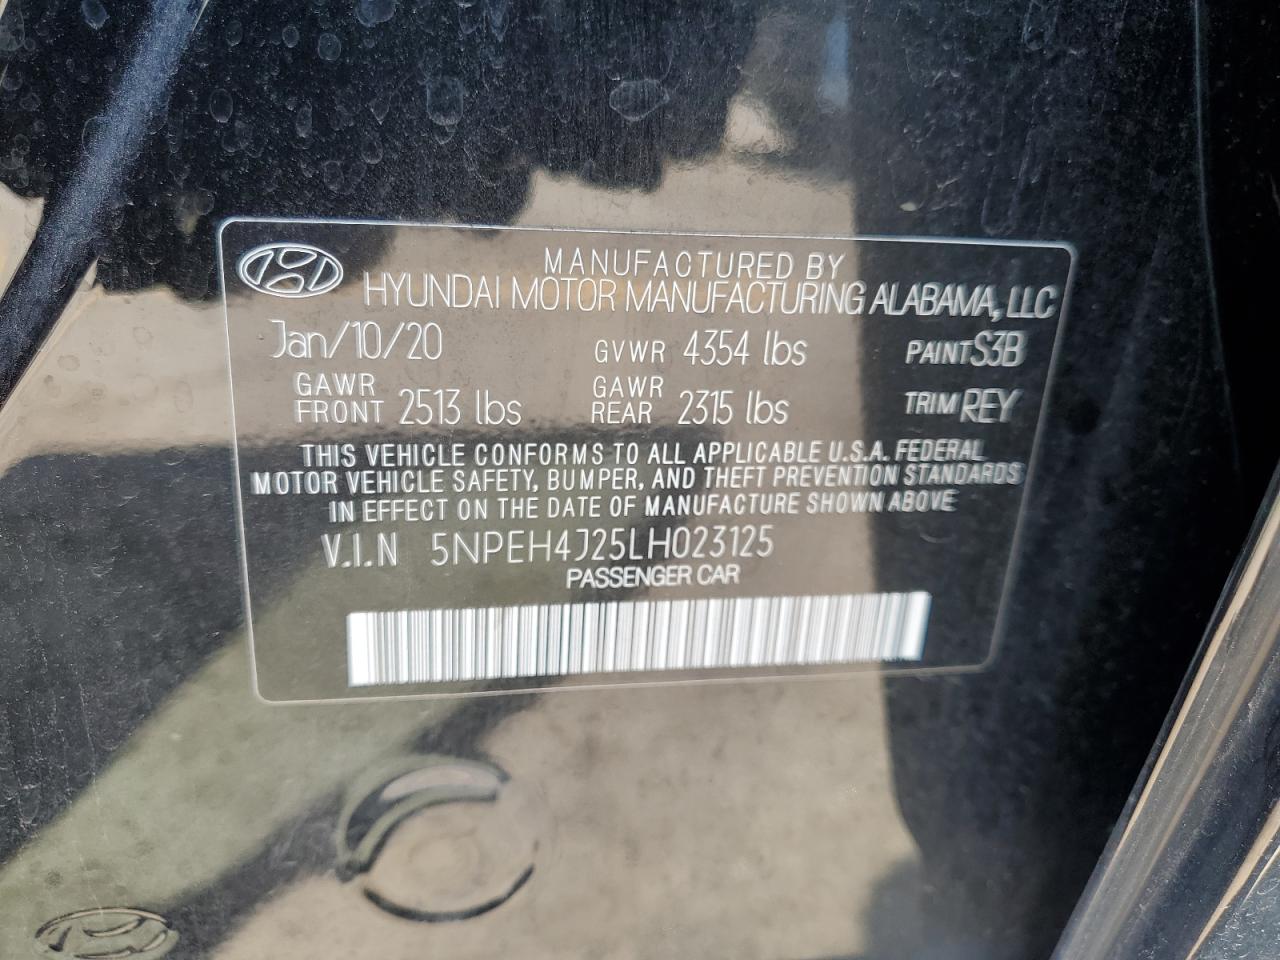 MANUFACTURED BY
HYUNDAI MOTOR MANUFACTURING ALABAMA, LLC
Jan/10/20 GVWR 4354 lbs PAINT S3B
GAWR FRONT 2513 lbs GAWR REAR 2315 lbs TRIM REY
THIS VEHICLE CONFORMS TO ALL APPLICABLE U.S.A. FEDERAL
MOTOR VEHICLE SAFETY, BUMPER, AND THEFT PREVENTION STANDARDS
IN EFFECT ON THE DATE OF MANUFACTURE SHOWN ABOVE
V.I.N 5NPEH4J25LH023125
PASSENGER CAR